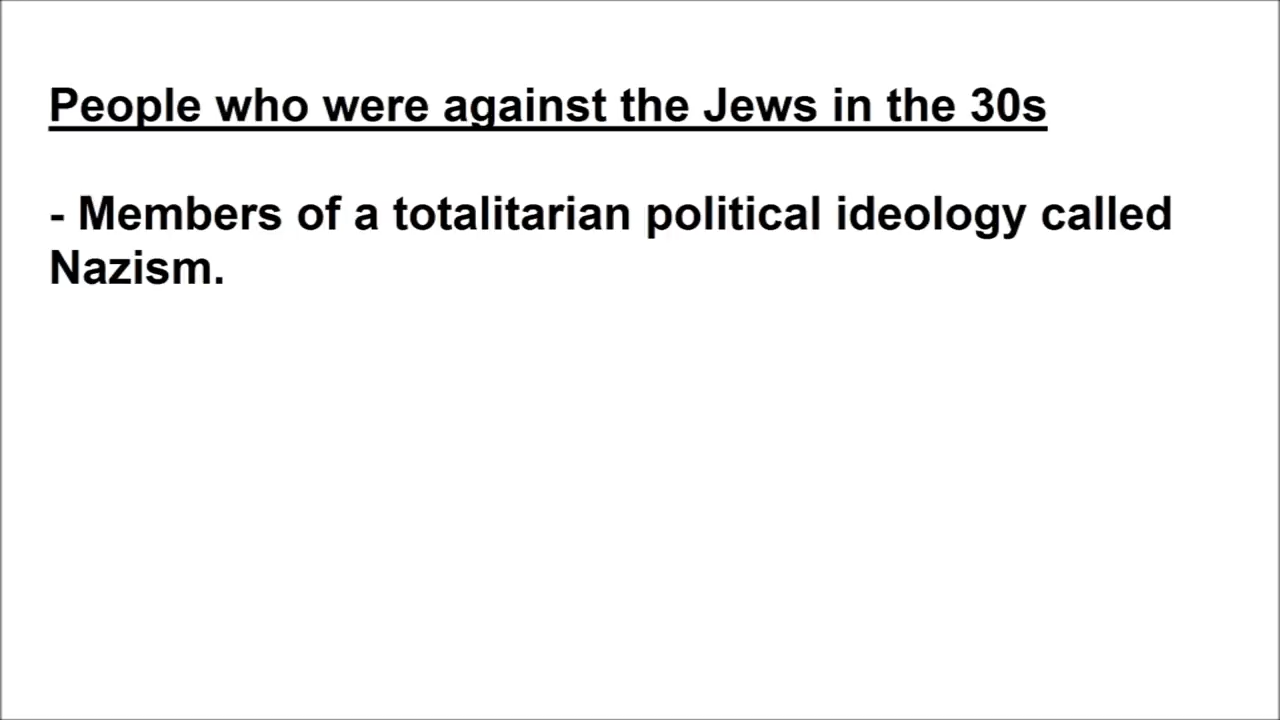 People who were against the Jews in the 30s
- Members of a totalitarian political ideology called
Nazism.